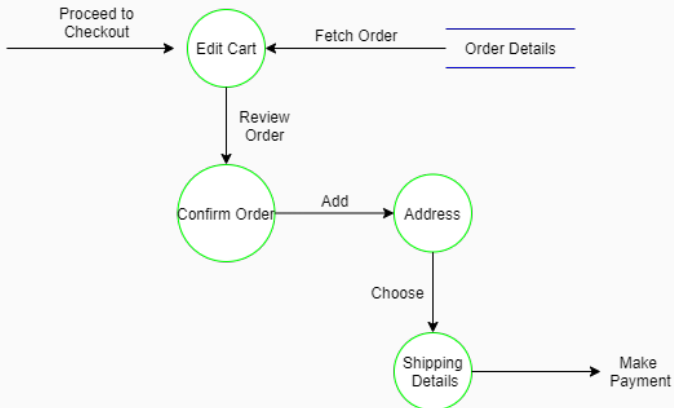 Proceed to
Checkout
Edit Cart
Fetch Order
Order Details
Review
Order
Confirm Order
Add
Address
Choose
Shipping
Details
Make
Payment